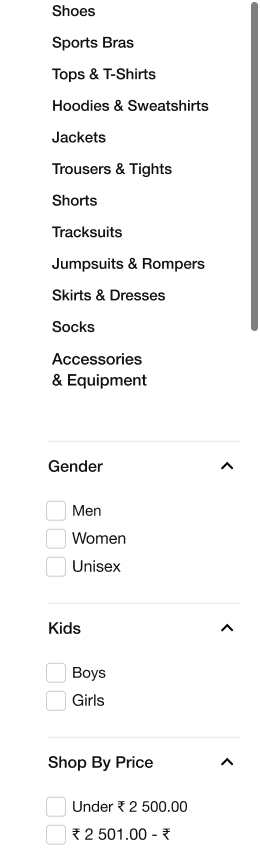 Shoes
Sports Bras
Tops & T-Shirts
Hoodies & Sweatshirts
Jackets
Trousers & Tights
Shorts
Tracksuits
Jumpsuits & Rompers
Skirts & Dresses
Socks
Accessories
& Equipment
Gender
Men
Women
Unisex
Kids
Boys
Girls
Shop By Price
Under ₹ 2 500.00
₹ 2 501.00 - ₹